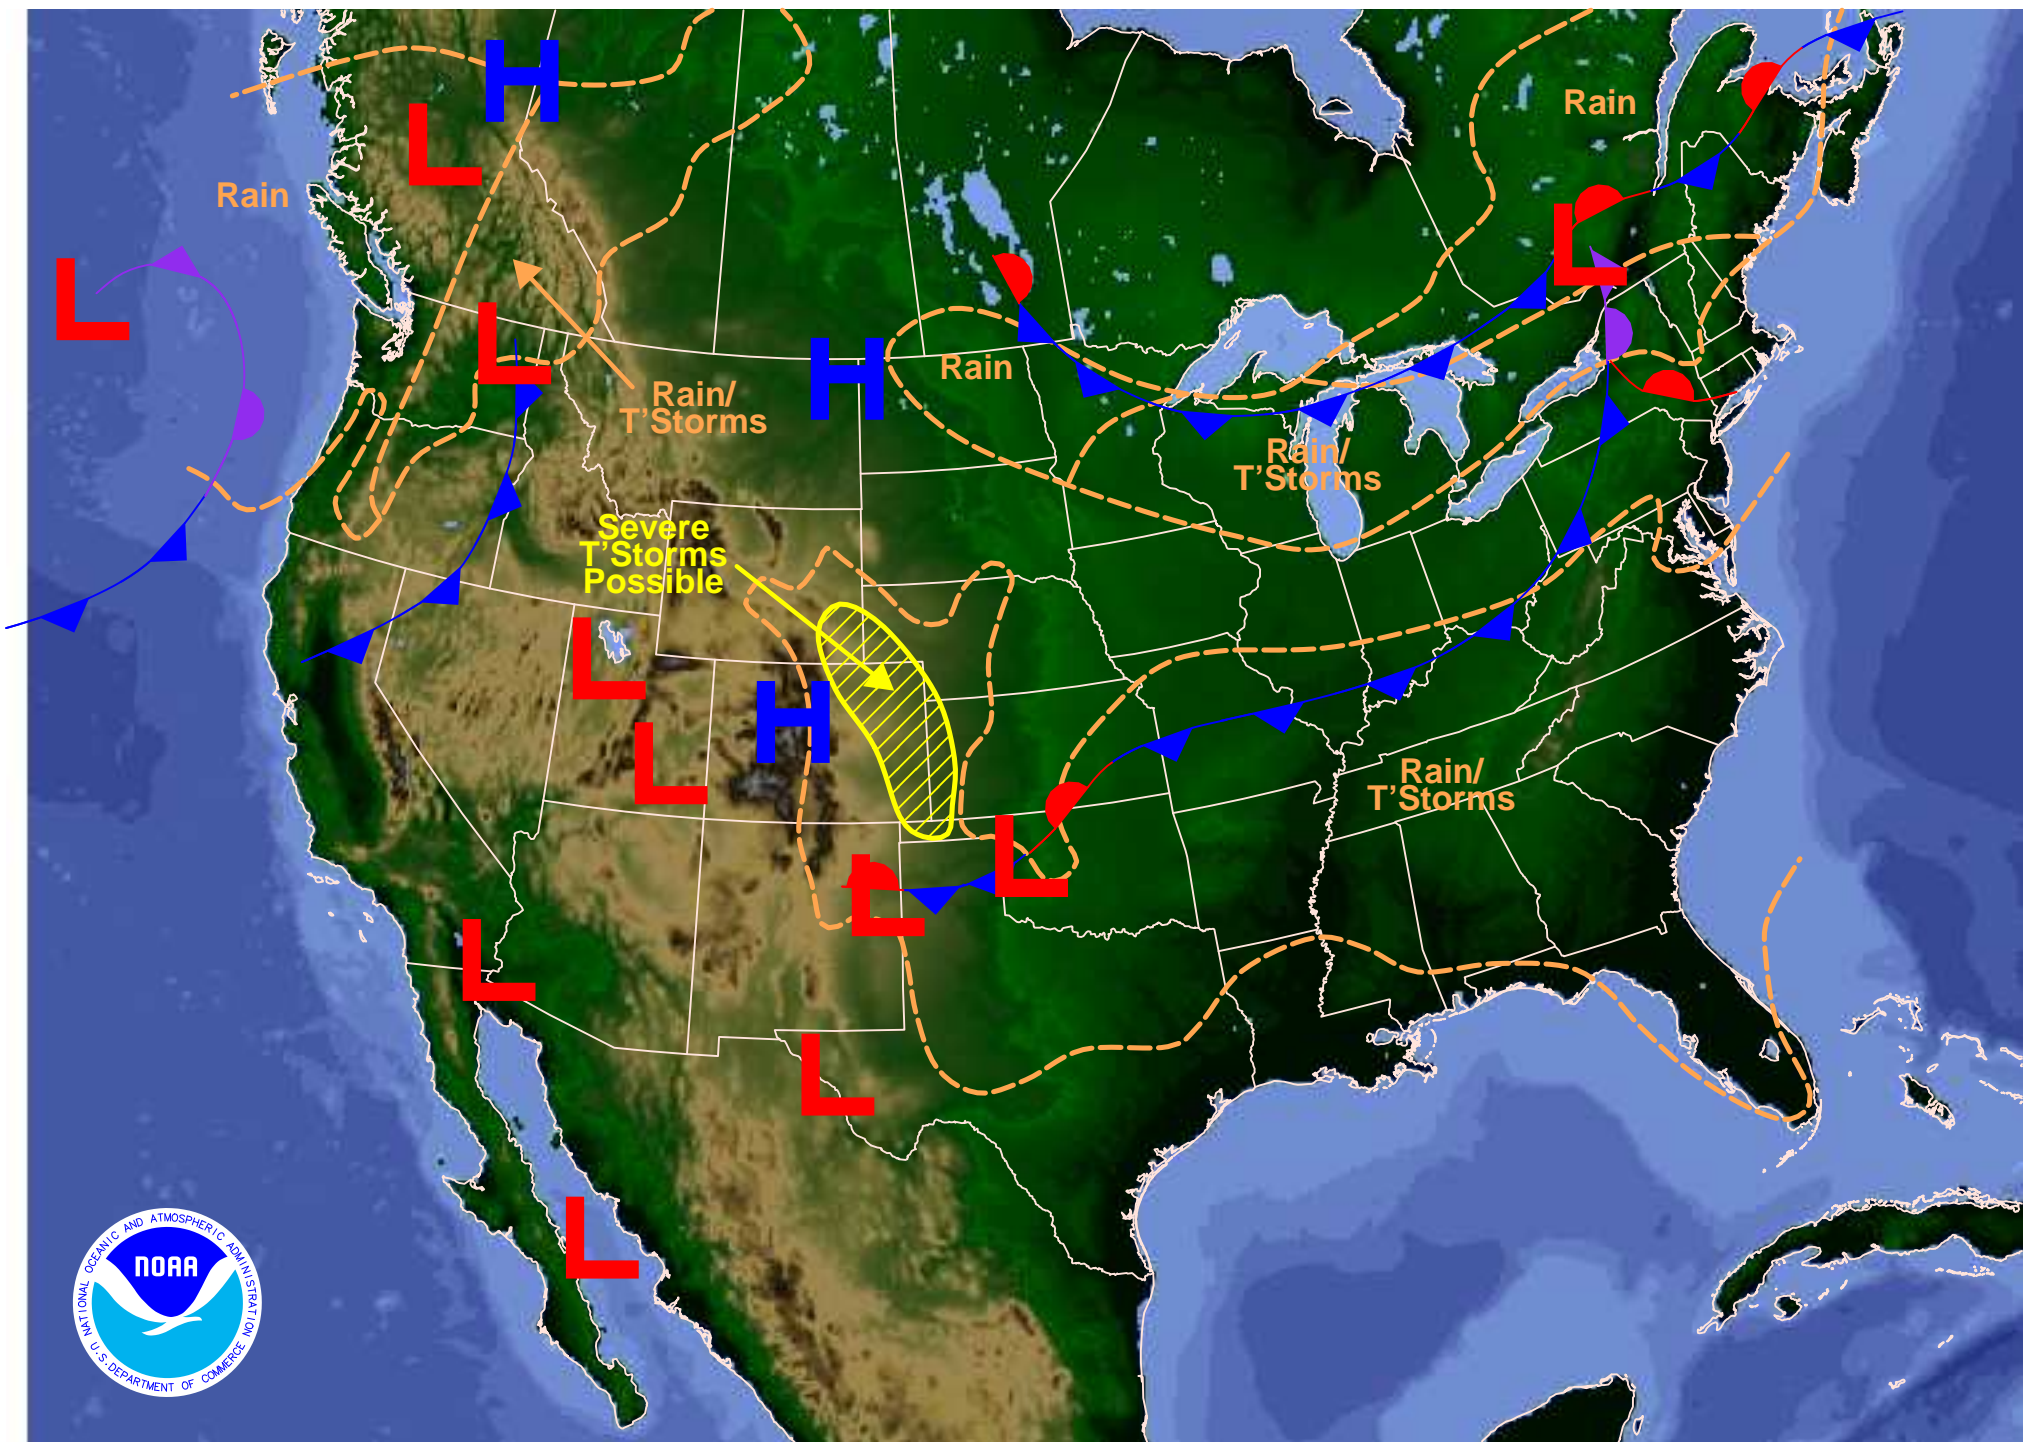 H
Rain
L
Rain
L
L
L
L
H
Rain
Rain/
T'Storms
Rain/
T'Storms
Severe
T'Storms
Possible
L
H
L
Rain/
T'Storms
L
L
L
L
L
NATIONAL OCEANIC AND ATMOSPHERIC ADMINISTRATION
NOAA
U.S. DEPARTMENT OF COMMERCE